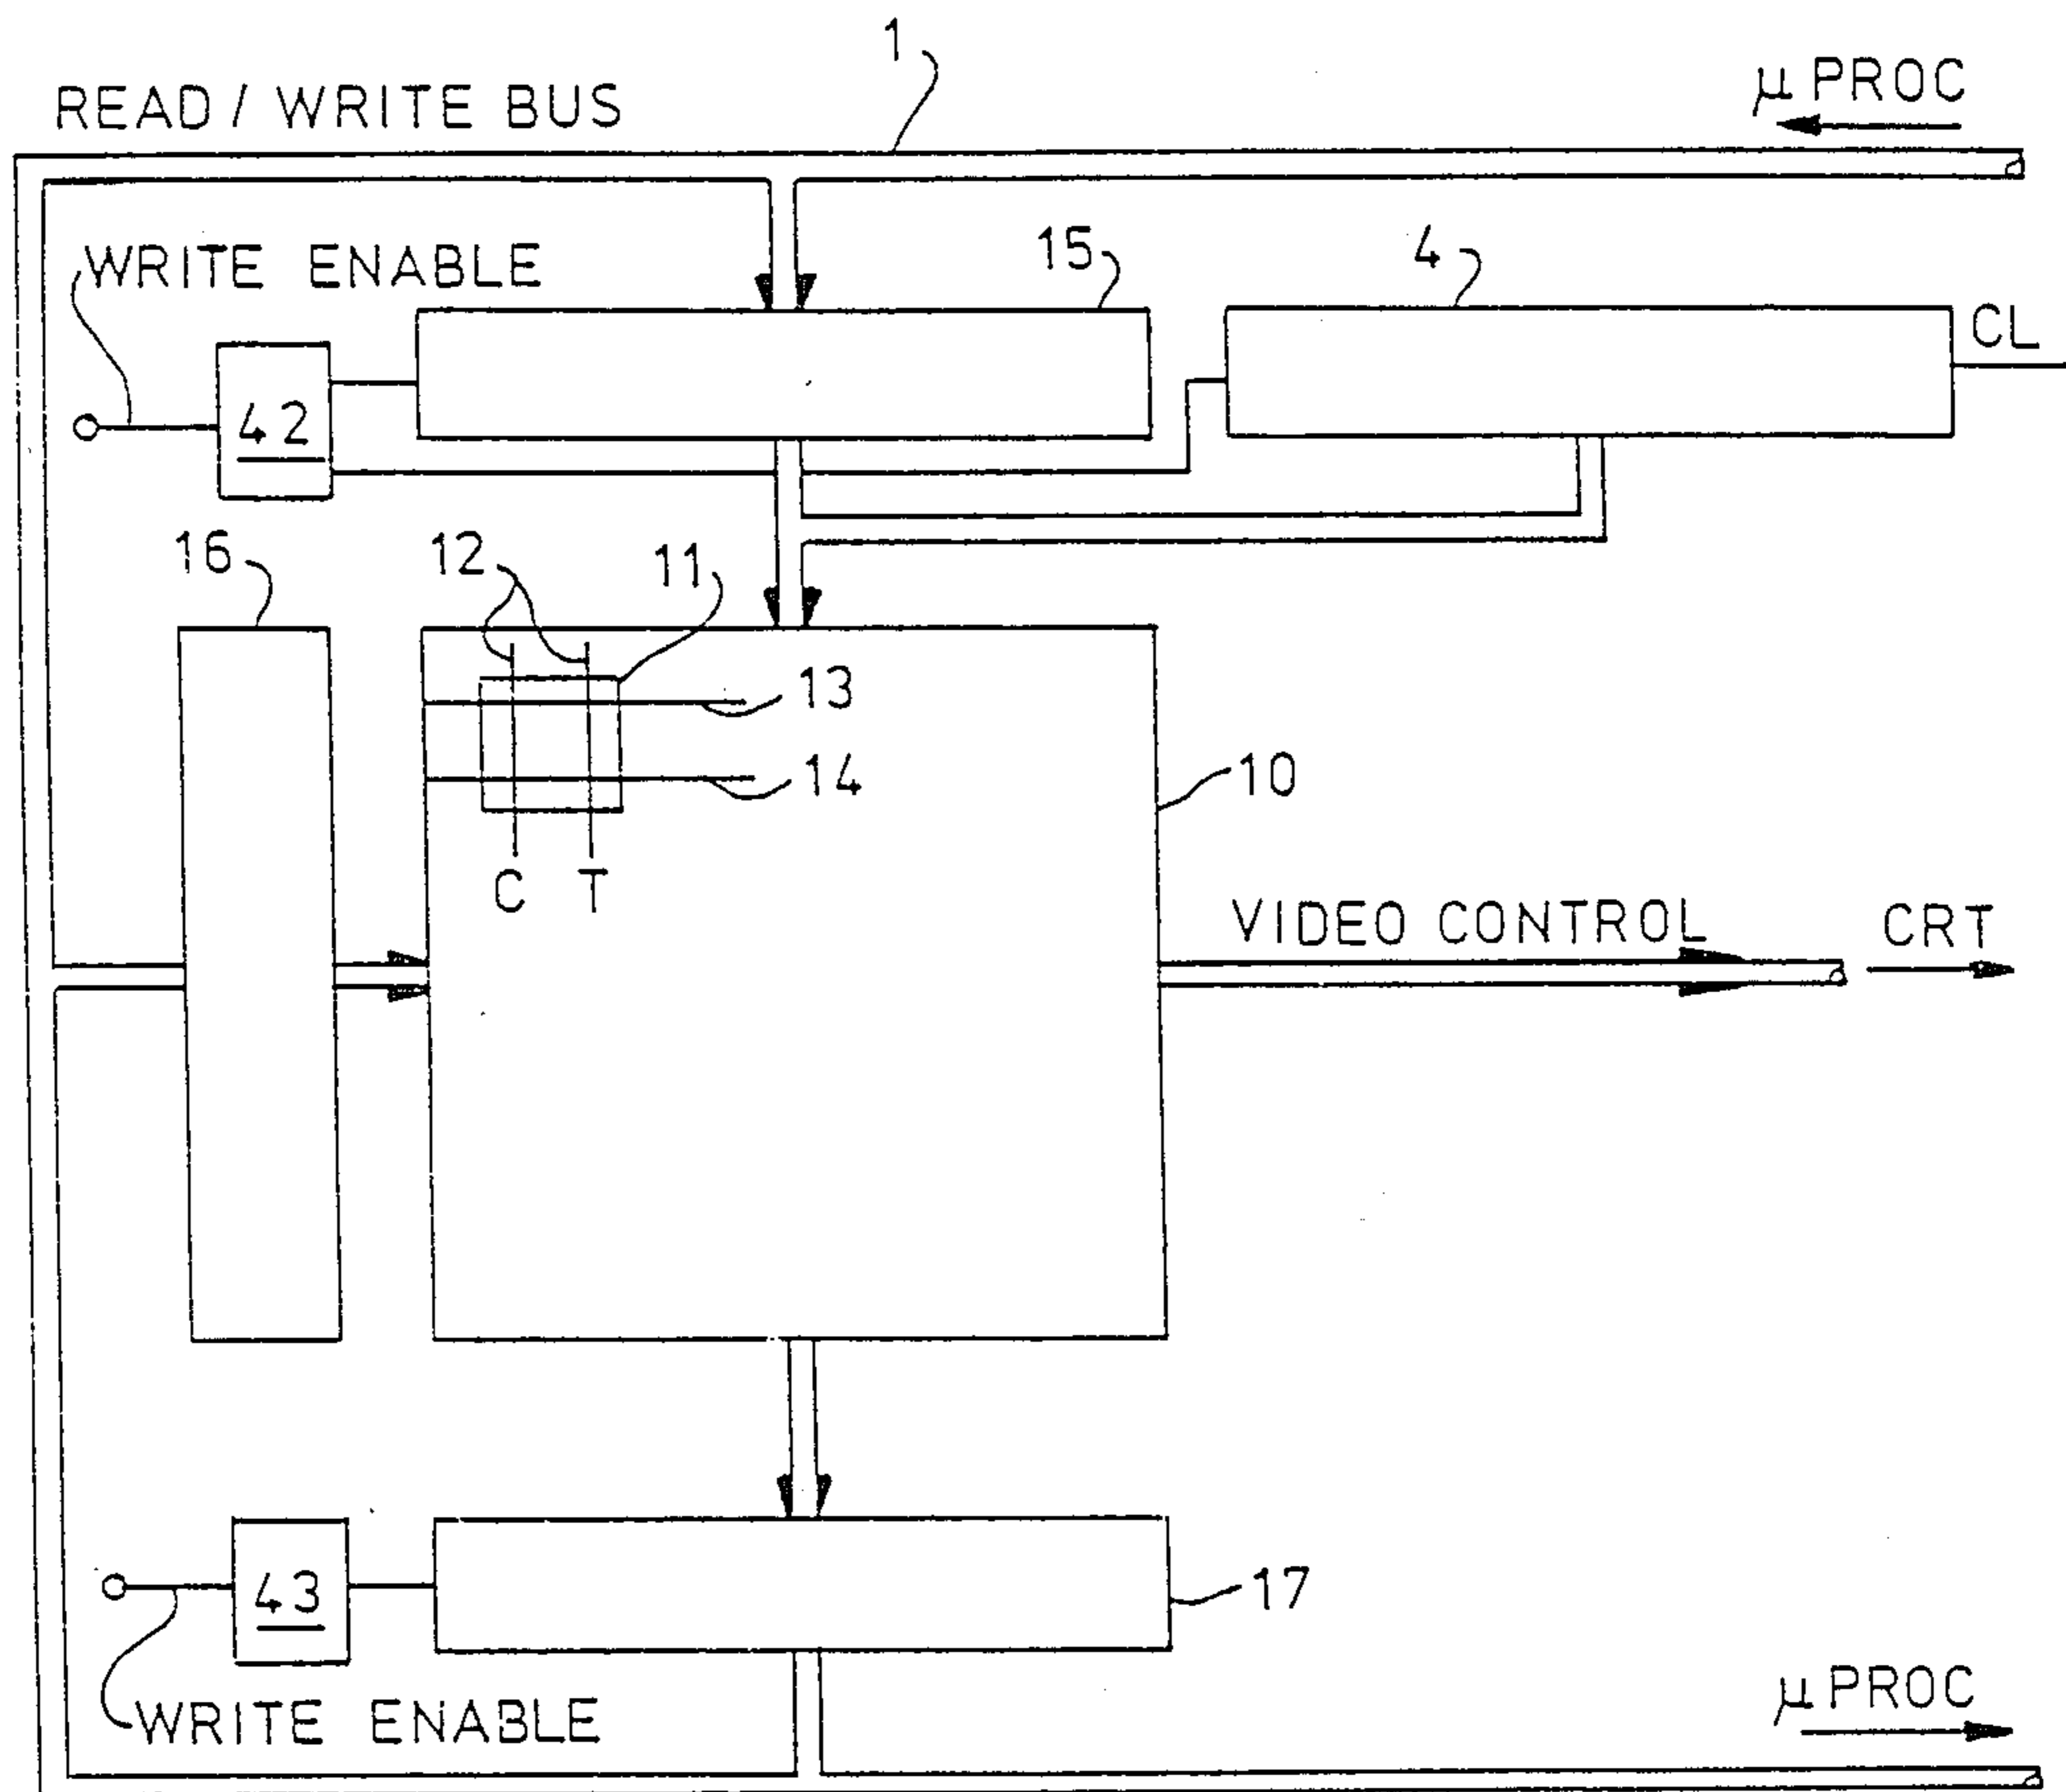 1
μ PROC
READ / WRITE BUS
WRITE ENABLE
15
4
CL
42
16
12
11
13
14
10
C T
VIDEO CONTROL
CRT
43
17
WRITE ENABLE
μ PROC